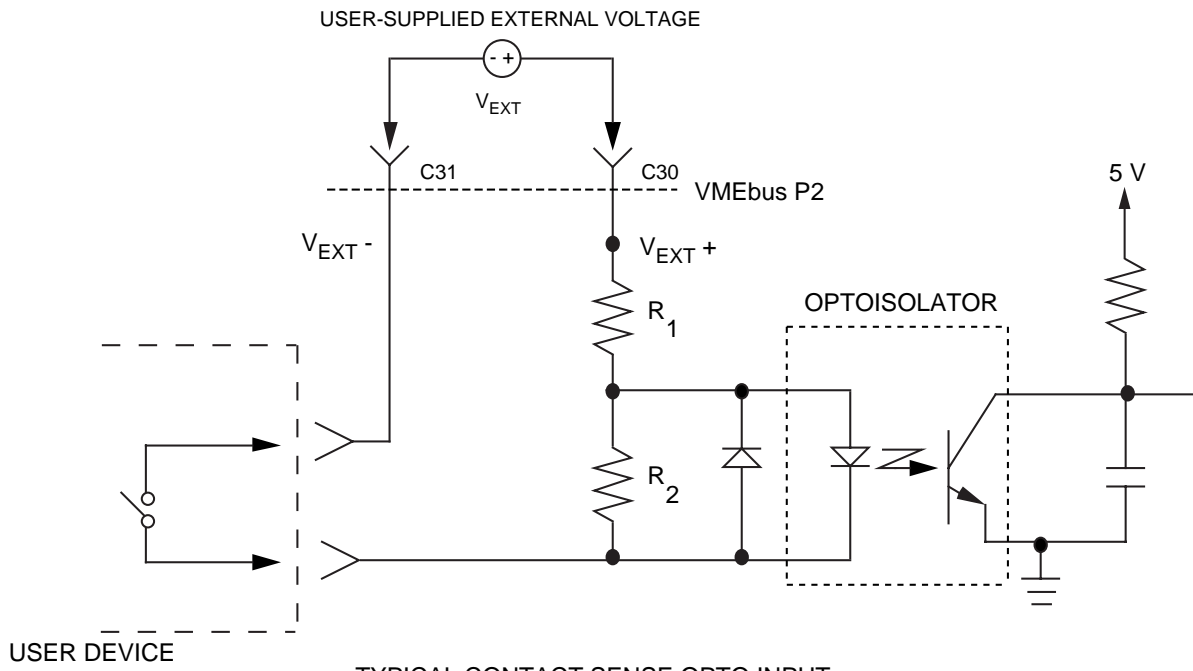 USER-SUPPLIED EXTERNAL VOLTAGE
- +
VEXT
C31
C30
VMEbus P2
5 V
VEXT -
VEXT +
R1
OPTOISOLATOR
R2
USER DEVICE
TYPICAL CONTACT SENSE OPTO INPUT